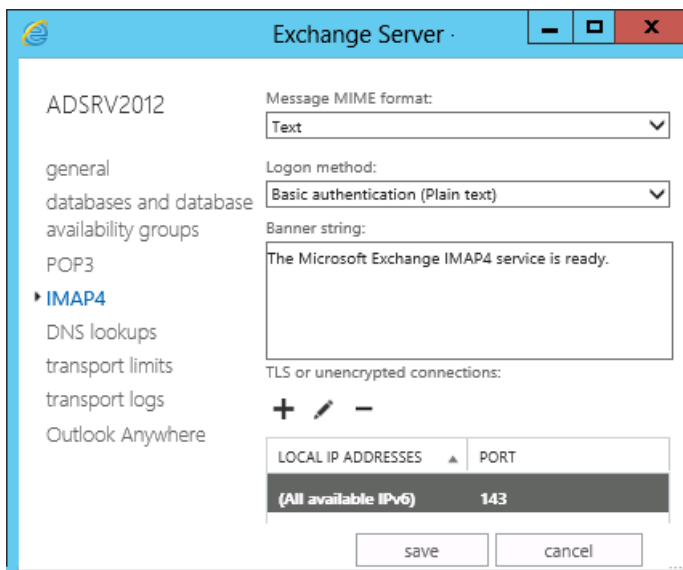 Exchange Server ·
ADSRV2012
general
databases and database
availability groups
POP3
IMAP4
DNS lookups
transport limits
transport logs
Outlook Anywhere
Message MIME format:
Text
Logon method:
Basic authentication (Plain text)
Banner string:
The Microsoft Exchange IMAP4 service is ready.
TLS or unencrypted connections:
LOCAL IP ADDRESSES PORT
(All available IPv6) 143
save cancel